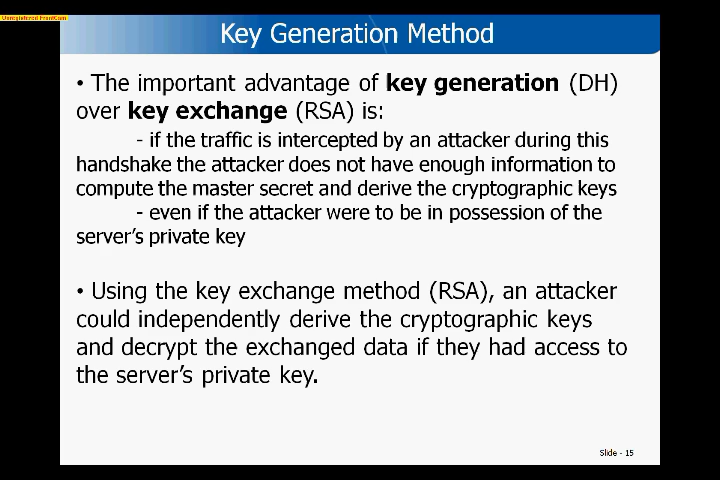 Unregistered FrontCam
Key Generation Method
• The important advantage of key generation (DH)
over key exchange (RSA) is:
- if the traffic is intercepted by an attacker during this
handshake the attacker does not have enough information to
compute the master secret and derive the cryptographic keys
- even if the attacker were to be in possession of the
server's private key
• Using the key exchange method (RSA), an attacker
could independently derive the cryptographic keys
and decrypt the exchanged data if they had access to
the server's private key.
Slide - 15